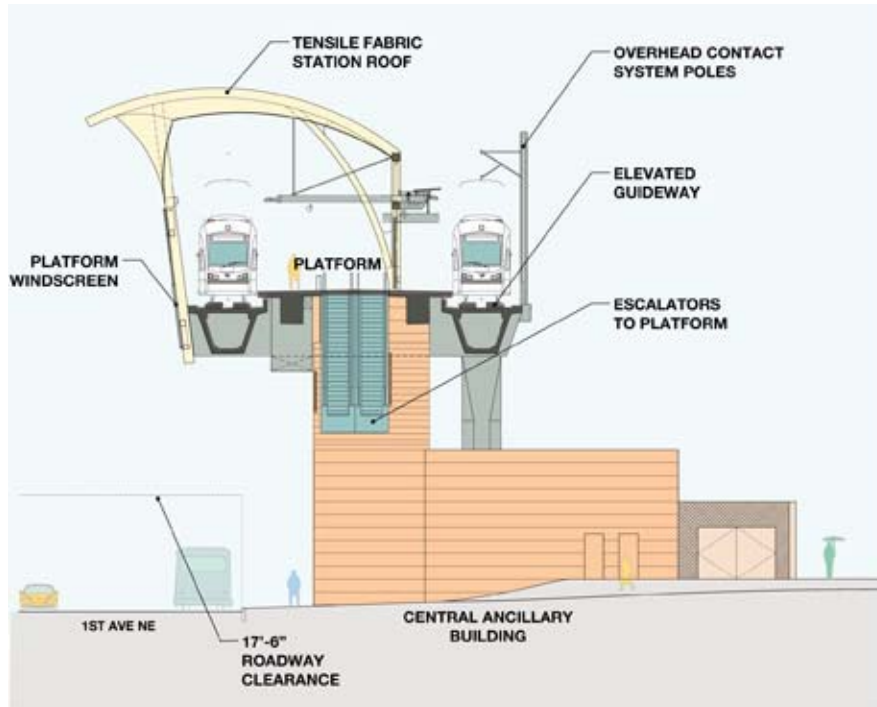 TENSILE FABRIC
STATION ROOF
OVERHEAD CONTACT
SYSTEM POLES
ELEVATED
GUIDEWAY
PLATFORM
WINDSCREEN
PLATFORM
ESCALATORS
TO PLATFORM
1ST AVE NE
17'-6"
ROADWAY
CLEARANCE
CENTRAL ANCILLARY
BUILDING